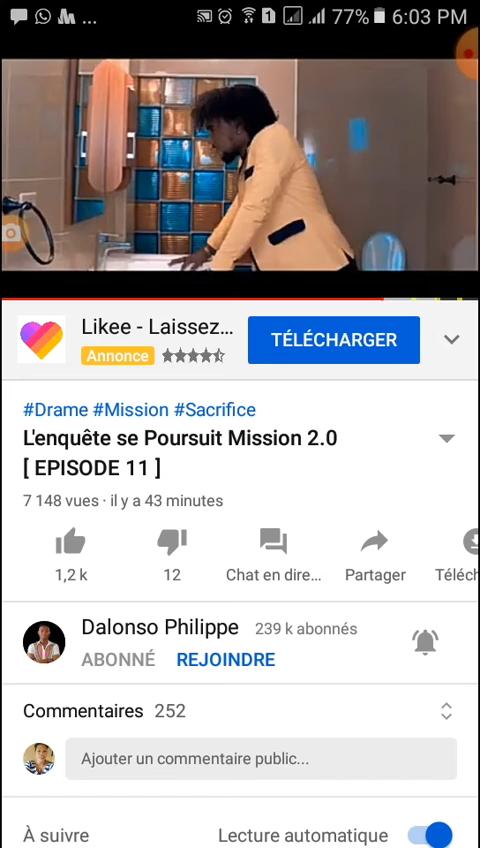 ... 1 77% 6:03 PM
Likee - Laissez...
TÉLÉCHARGER
Annonce
#Drame #Mission #Sacrifice
L'enquête se Poursuit Mission 2.0
[ EPISODE 11 ]
7 148 vues · il y a 43 minutes
1,2 k
12
Chat en dire...
Partager
Téléch
Dalonso Philippe 239 k abonnés
ABONNÉ REJOINDRE
Commentaires 252
Ajouter un commentaire public...
À suivre
Lecture automatique